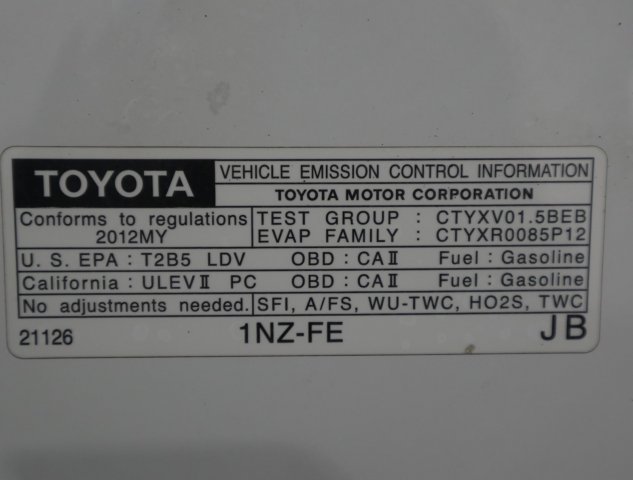 TOYOTA
VEHICLE EMISSION CONTROL INFORMATION
TOYOTA MOTOR CORPORATION
Conforms to regulations
2012MY
TEST GROUP : CTYXV01.5BEB
EVAP FAMILY : CTYXR0085P12
U. S. EPA : T2B5 LDV OBD : CAⅡ Fuel : Gasoline
California : ULEVⅡ PC OBD : CAⅡ Fuel : Gasoline
No adjustments needed. SFI, A/FS, WU-TWC, HO2S, TWC
21126 1NZ-FE JB